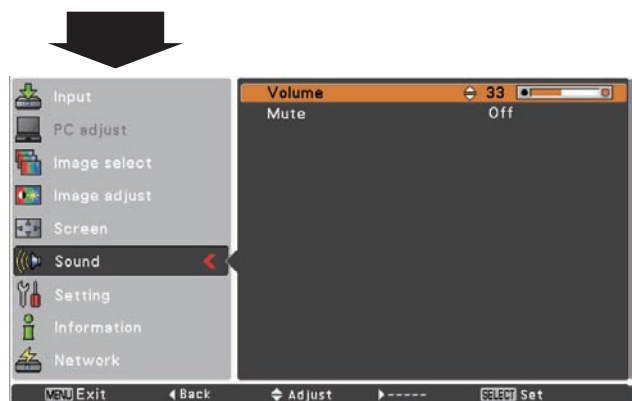 Input
PC adjust
Image select
Image adjust
Screen
Sound
Setting
Information
Network
Volume 33
Mute Off
MENU Exit Back Adjust ----- SELECT Set